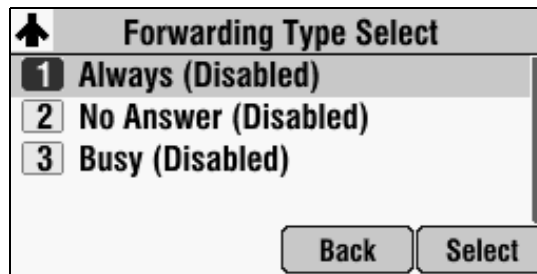 Forwarding Type Select
1 Always (Disabled)
2 No Answer (Disabled)
3 Busy (Disabled)
Back Select